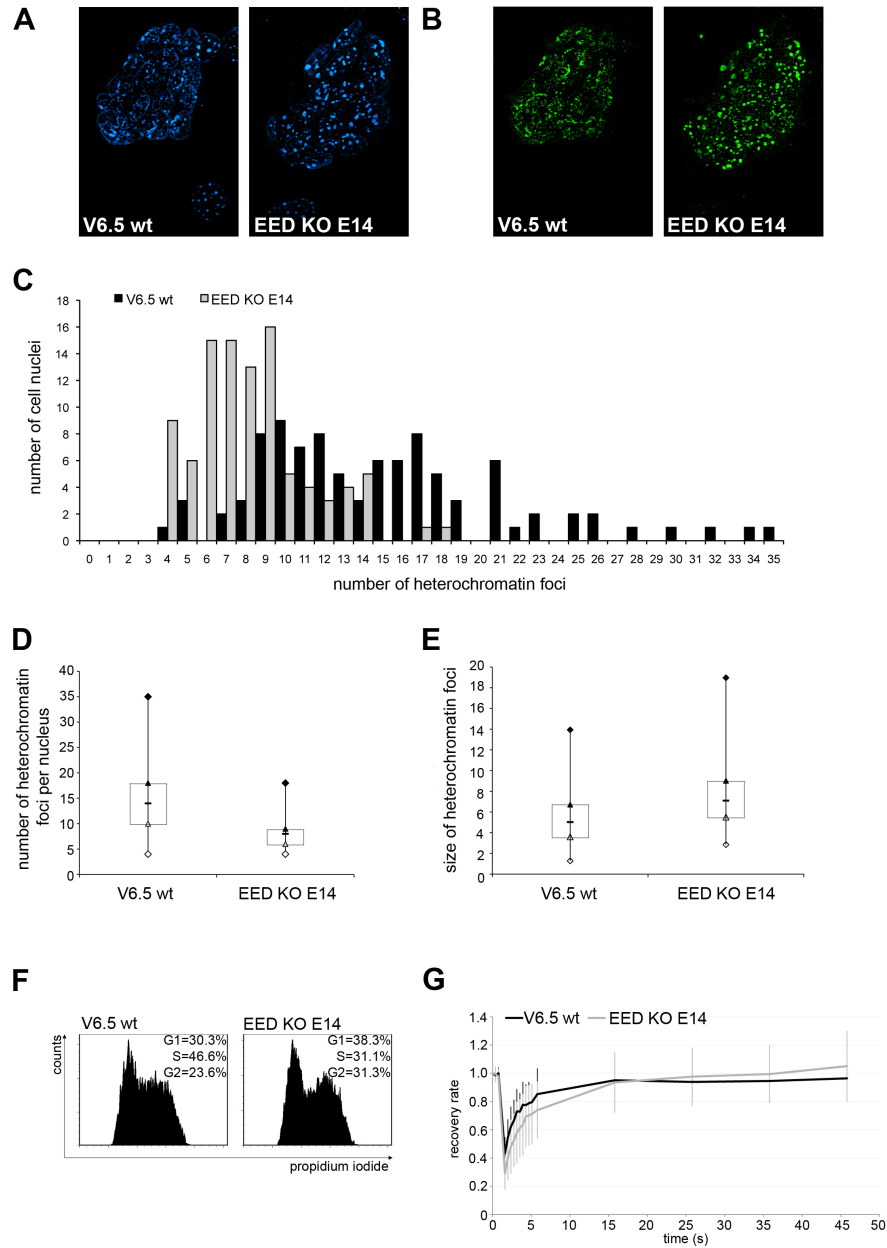 A
B
V6.5 wt
EED KO E14
V6.5 wt
EED KO E14
C
V6.5 wt
EED KO E14
number of cell nuclei
18
16
14
12
10
8
6
4
2
0
0 1 2 3 4 5 6 7 8 9 10 11 12 13 14 15 16 17 18 19 20 21 22 23 25 26 27 28 29 30 31 32 33 34 35
number of heterochromatin foci
D
number of heterochromatin
foci per nucleus
40
35
30
25
20
15
10
5
0
V6.5 wt
EED KO E14
E
size of heterochromatin foci
20
18
16
14
12
10
8
6
4
2
0
V6.5 wt
EED KO E14
F
V6.5 wt
G1=30.3%
S=46.6%
G2=23.6%
EED KO E14
G1=38.3%
S=31.1%
G2=31.3%
counts
propidium iodide
G
V6.5 wt
EED KO E14
recovery rate
1.4
1.2
1.0
0.8
0.6
0.4
0.2
0.0
0 5 10 15 20 25 30 35 40 45 50
time (s)